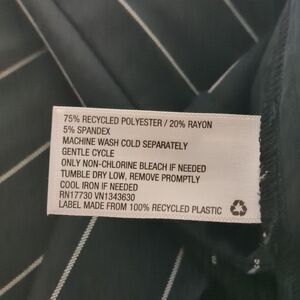 75% RECYCLED POLYESTER / 20% RAYON
5% SPANDEX
MACHINE WASH COLD SEPARATELY
GENTLE CYCLE
ONLY NON-CHLORINE BLEACH IF NEEDED
TUMBLE DRY LOW, REMOVE PROMPTLY
COOL IRON IF NEEDED
RN17730 VN1343630
LABEL MADE FROM 100% RECYCLED PLASTIC